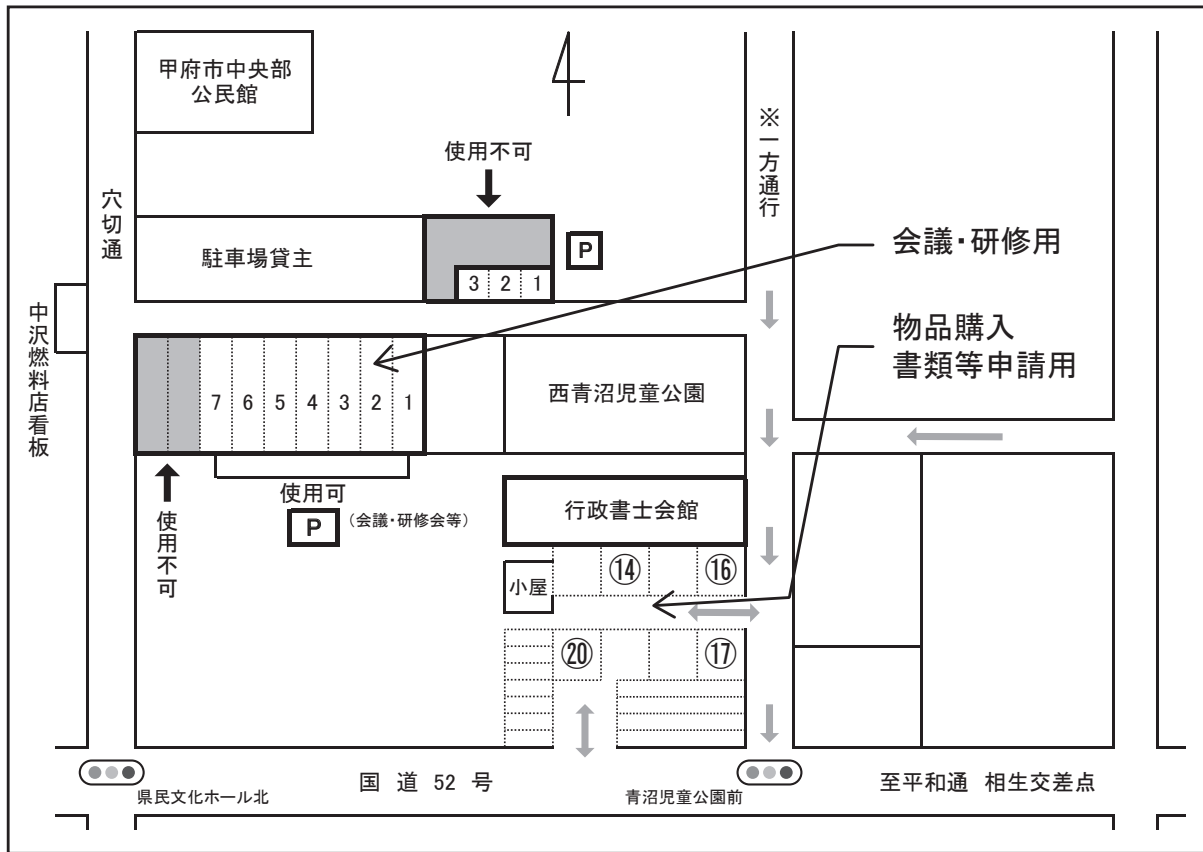 甲府市中央部
公民館
使用不可
※一方通行
穴切通
駐車場貸主
P
会議・研修用
3 2 1
中沢燃料店看板
物品購入
書類等申請用
7 6 5 4 3 2 1
西青沼児童公園
使用可
P
(会議・研修会等)
使用不可
行政書士会館
小屋
⑭ ⑯
⑳ ⑰
国道 52 号
至平和通 相生交差点
県民文化ホール北
青沼児童公園前